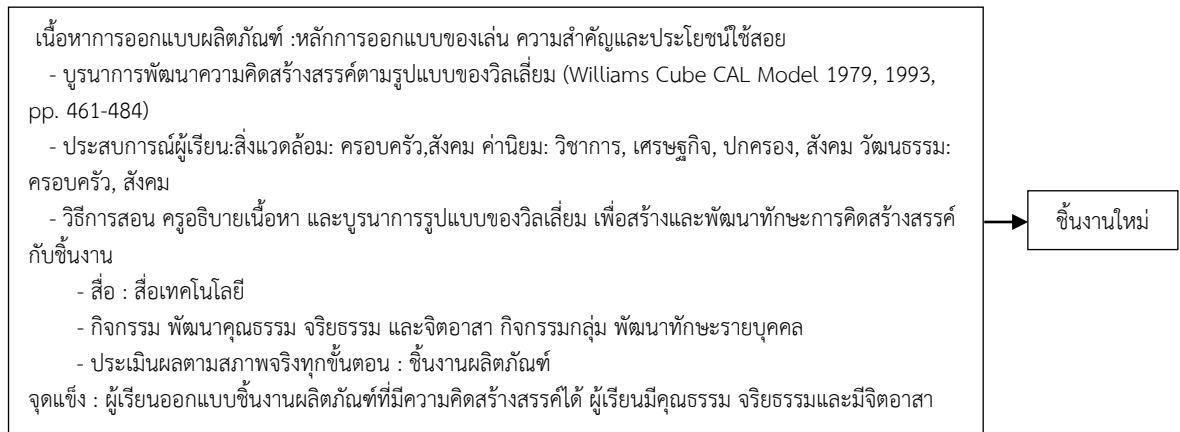 เนื้อหาการออกแบบผลิตภัณฑ์ :หลักการออกแบบของเล่น ความสำคัญและประโยชน์ใช้สอย
- บูรนาการพัฒนาความคิดสร้างสรรค์ตามรูปแบบของวิลเลี่ยม (Williams Cube CAL Model 1979, 1993,
pp. 461-484)
- ประสบการณ์ผู้เรียน:สิ่งแวดล้อม: ครอบครัว,สังคม ค่านิยม: วิชาการ, เศรษฐกิจ, ปกครอง, สังคม วัฒนธรรม:
ครอบครัว, สังคม
- วิธีการสอน ครูอธิบายเนื้อหา และบูรนาการรูปแบบของวิลเลี่ยม เพื่อสร้างและพัฒนาทักษะการคิดสร้างสรรค์
กับชิ้นงาน
- สื่อ : สื่อเทคโนโลยี
- กิจกรรม พัฒนาคุณธรรม จริยธรรม และจิตอาสา กิจกรรมกลุ่ม พัฒนาทักษะรายบุคคล
- ประเมินผลตามสภาพจริงทุกขั้นตอน : ชิ้นงานผลิตภัณฑ์
จุดแข็ง : ผู้เรียนออกแบบชิ้นงานผลิตภัณฑ์ที่มีความคิดสร้างสรรค์ได้ ผู้เรียนมีคุณธรรม จริยธรรมและมีจิตอาสา
ชิ้นงานใหม่